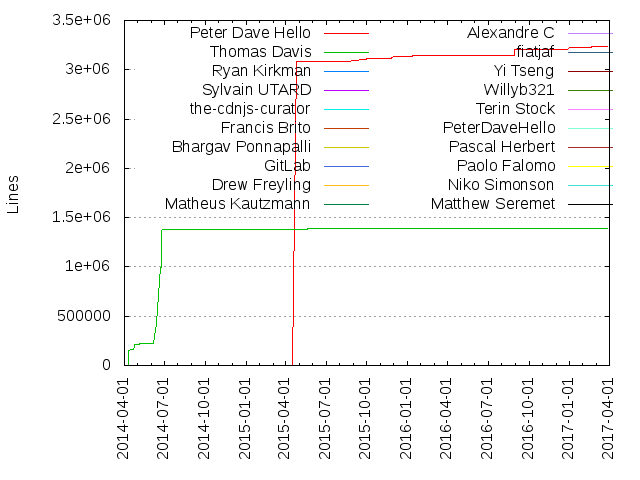 3.5e+06
3e+06
2.5e+06
2e+06
1.5e+06
1e+06
500000
0
Lines
Peter Dave Hello
Thomas Davis
Ryan Kirkman
Sylvain UTARD
the-cdnjs-curator
Francis Brito
Bhargav Ponnapalli
GitLab
Drew Freyling
Matheus Kautzmann
Alexandre C
fiatjaf
Yi Tseng
Willyb321
Terin Stock
PeterDaveHello
Pascal Herbert
Paolo Falomo
Niko Simonson
Matthew Seremet
2014-04-01
2014-07-01
2014-10-01
2015-01-01
2015-04-01
2015-07-01
2015-10-01
2016-01-01
2016-04-01
2016-07-01
2016-10-01
2017-01-01
2017-04-01